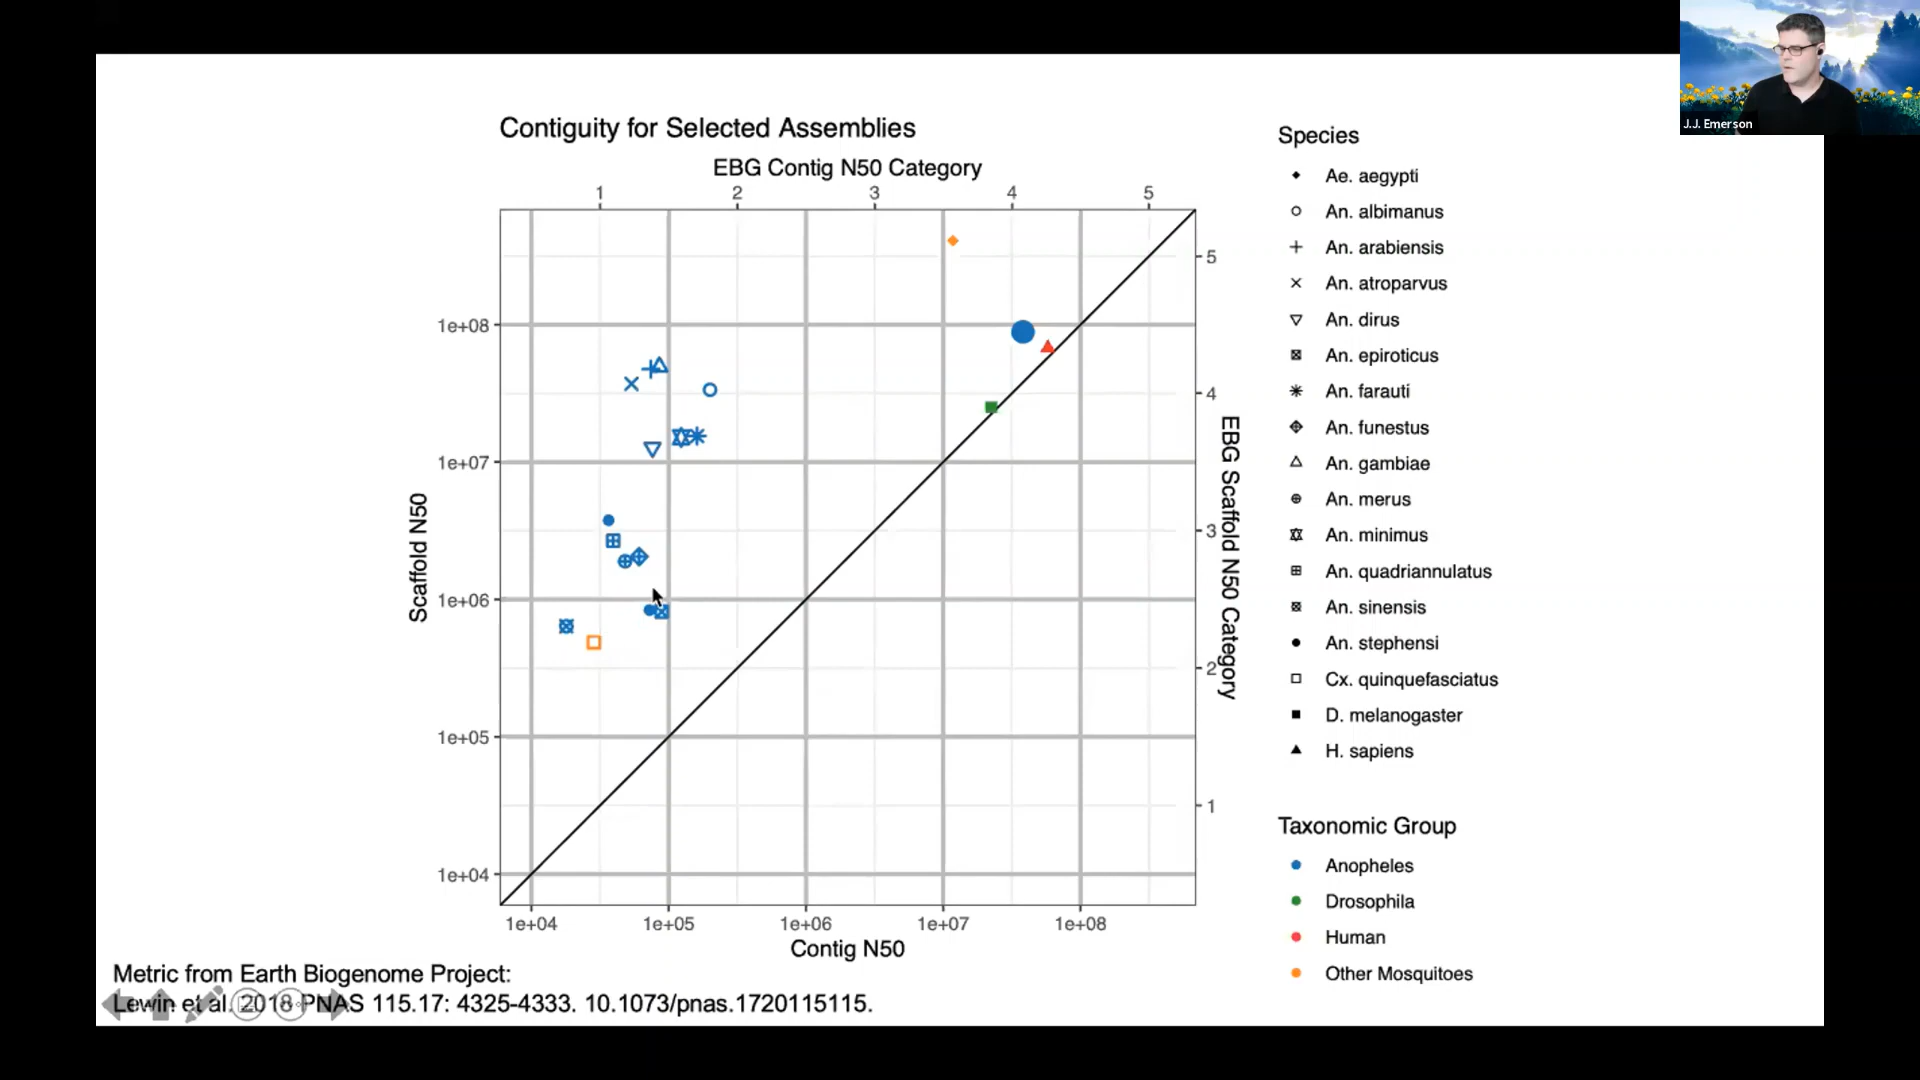 J.J. Emerson
Contiguity for Selected Assemblies
EBG Contig N50 Category
1 2 3 4 5
1e+08
1e+07
1e+06
1e+05
1e+04
Scaffold N50
5
4
3
2
1
EBG Scaffold N50 Category
1e+04 1e+05 1e+06 1e+07 1e+08
Contig N50
Species
Ae. aegypti
An. albimanus
An. arabiensis
An. atroparvus
An. dirus
An. epiroticus
An. farauti
An. funestus
An. gambiae
An. merus
An. minimus
An. quadriannulatus
An. sinensis
An. stephensi
Cx. quinquefasciatus
D. melanogaster
H. sapiens
Taxonomic Group
Anopheles
Drosophila
Human
Other Mosquitoes
Metric from Earth Biogenome Project:
Lewin et al. 2018 PNAS 115.17: 4325-4333. 10.1073/pnas.1720115115.